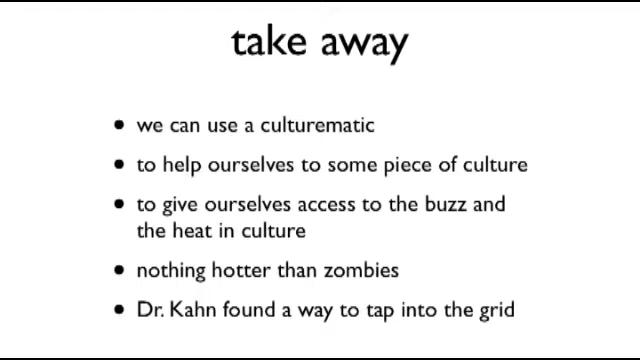 take away
• we can use a culturematic
• to help ourselves to some piece of culture
• to give ourselves access to the buzz and
the heat in culture
• nothing hotter than zombies
• Dr. Kahn found a way to tap into the grid